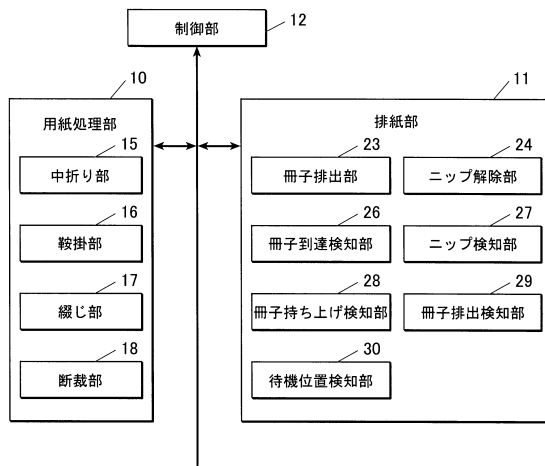 制御部
12
10
11
用紙処理部
排紙部
15
中折り部
16
鞍掛部
17
綴じ部
18
断裁部
23
冊子排出部
24
ニップ解除部
26
冊子到達検知部
27
ニップ検知部
28
冊子持ち上げ検知部
29
冊子排出検知部
30
待機位置検知部